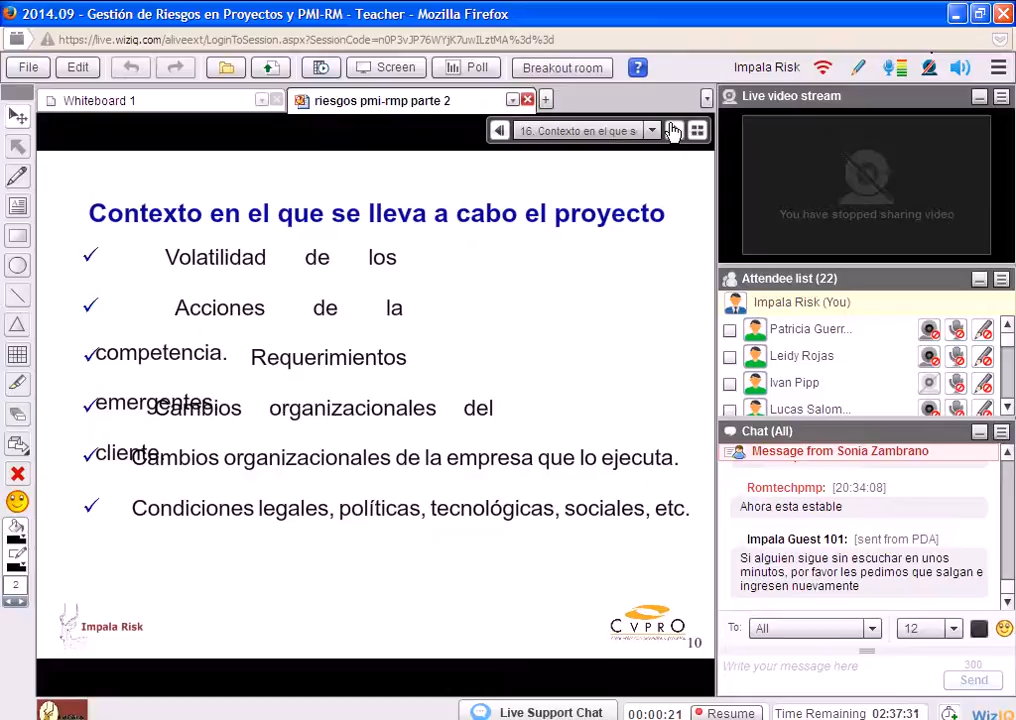 2014.09 - Gestión de Riesgos en Proyectos y PMI-RM - Teacher - Mozilla Firefox
https://live.wiziq.com/aliveext/LoginToSession.aspx?SessionCode=n0P3vJP76WYjK7uwILztMA%3d%3d
File Edit Screen Poll Breakout room ? Impala Risk
Whiteboard 1 riesgos pmi-rmp parte 2 +
16. Contexto en el que s
Contexto en el que se lleva a cabo el proyecto
✓ Volatilidad de los
✓ Acciones de la
✓ competencia. Requerimientos
✓ emergentes Cambios organizacionales del
cliente.
✓ Cambios organizacionales de la empresa que lo ejecuta.
✓ Condiciones legales, políticas, tecnológicas, sociales, etc.
Impala Risk
CVPRO
10
2
Live video stream
You have stopped sharing video
Attendee list (22)
Impala Risk (You)
Patricia Guerr...
Leidy Rojas
Ivan Pipp
Lucas Salom...
Chat (All)
Message from Sonia Zambrano
Romtechpmp: [20:34:08]
Ahora esta estable
Impala Guest 101: [sent from PDA]
Si alguien sigue sin escuchar en unos
minutos, por favor les pedimos que salgan e
ingresen nuevamente
To: All 12
Write your message here
300
Send
Live Support Chat 00:00:21 Resume Time Remaining 02:37:31 WizIQ